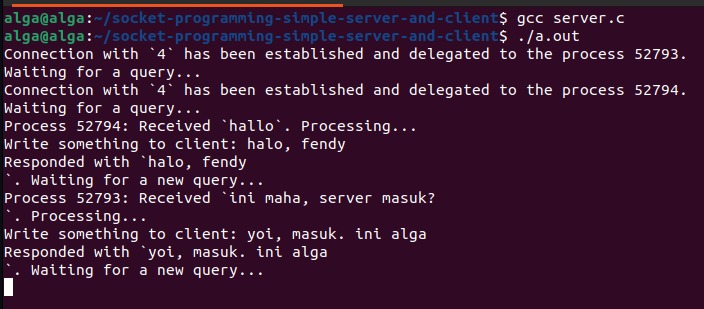 alga@alga:~/socket-programming-simple-server-and-client$ gcc server.c
alga@alga:~/socket-programming-simple-server-and-client$ ./a.out
Connection with `4` has been established and delegated to the process 52793.
Waiting for a query...
Connection with `4` has been established and delegated to the process 52794.
Waiting for a query...
Process 52794: Received `hallo`. Processing...
Write something to client: halo, fendy
Responded with `halo, fendy
`. Waiting for a new query...
Process 52793: Received `ini maha, server masuk?
`. Processing...
Write something to client: yoi, masuk. ini alga
Responded with `yoi, masuk. ini alga
`. Waiting for a new query...